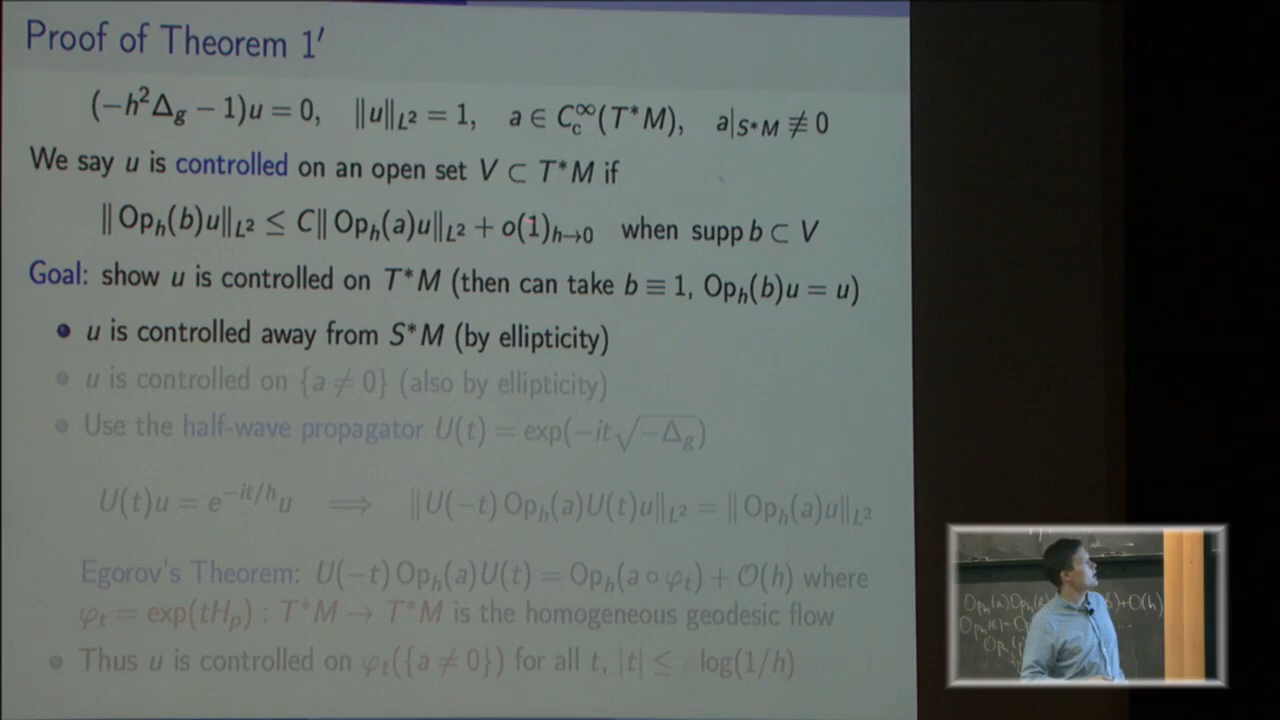 Proof of Theorem 1′
(−h²Δ_g − 1)u = 0, ‖u‖_{L²} = 1, a ∈ C_c^∞(T*M), a|_{S*M} ≢ 0
We say u is controlled on an open set V ⊂ T*M if
‖Op_h(b)u‖_{L²} ≤ C‖Op_h(a)u‖_{L²} + o(1)_{h→0} when supp b ⊂ V
Goal: show u is controlled on T*M (then can take b ≡ 1, Op_h(b)u = u)
• u is controlled away from S*M (by ellipticity)
• u is controlled on {a ≠ 0} (also by ellipticity)
• Use the half-wave propagator U(t) = exp(−it√−Δ_g)
U(t)u = e^{−it/h}u ⟹ ‖U(−t) Op_h(a)U(t)u‖_{L²} = ‖Op_h(a)u‖_{L²}
Egorov's Theorem: U(−t) Op_h(a)U(t) = Op_h(a ∘ φ_t) + O(h) where
φ_t = exp(tH_p) : T*M → T*M is the homogeneous geodesic flow
• Thus u is controlled on φ_t({a ≠ 0}) for all t, |t| ≤ log(1/h)